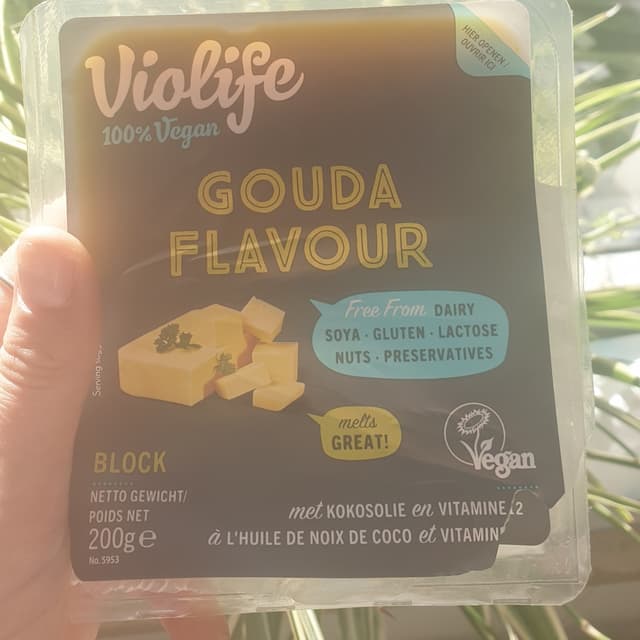 HIER OPENEN/
OUVRIR ICI
Violife
100% Vegan
GOUDA
FLAVOUR
Free From DAIRY
SOYA · GLUTEN · LACTOSE
NUTS · PRESERVATIVES
melts
GREAT!
Vegan
BLOCK
NETTO GEWICHT/
POIDS NET
200g e
No. 5953
met KOKOSOLIE en VITAMINE
à L'HUILE DE NOIX DE COCO et VITAMIN
Serving